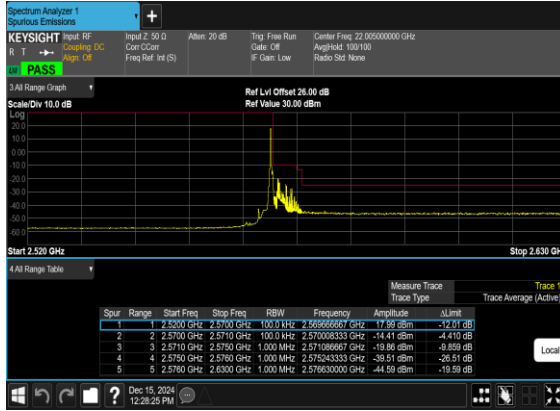 Spectrum Analyzer 1
Spurious Emissions
KEYSIGHT Input: RF Input Z: 50 Ω Atten: 20 dB Trig: Free Run Center Freq: 22.005000000 GHz
R T Coupling: DC Corr CCorr Gate: Off Avg|Hold: 100/100
Align: Off Freq Ref: Int (S) IF Gain: Low Radio Std: None
PASS
3 All Range Graph
Ref Lvl Offset 26.00 dB
Scale/Div 10.0 dB Ref Value 30.00 dBm
Log
20.0
10.0
0.00
-10.0
-20.0
-30.0
-40.0
-50.0
-60.0
Start 2.520 GHz Stop 2.630 GH
4 All Range Table
Measure Trace Trace 1
Trace Type Trace Average (Active)
Spur Range Start Freq Stop Freq RBW Frequency Amplitude ΔLimit
1 1 2.5200 GHz 2.5700 GHz 100.0 kHz 2.569666667 GHz 17.99 dBm -12.01 dB
2 2 2.5700 GHz 2.5710 GHz 100.0 kHz 2.570008333 GHz -14.41 dBm -4.410 dB
3 3 2.5710 GHz 2.5750 GHz 1.000 MHz 2.571086667 GHz -19.86 dBm -9.859 dB
4 4 2.5750 GHz 2.5760 GHz 1.000 MHz 2.575243333 GHz -39.51 dBm -26.51 dB
5 5 2.5760 GHz 2.6300 GHz 1.000 MHz 2.576630000 GHz -44.59 dBm -19.59 dB
Local
Dec 15, 2024
12:28:25 PM